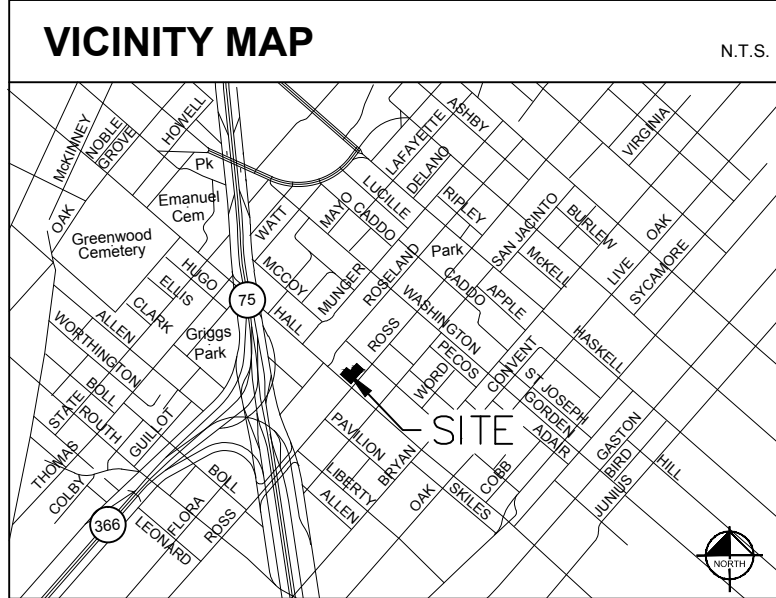 VICINITY MAP
N.T.S.
McKINNEY
NOBLE
GROVE
HOWELL
Pk
LAFAYETTE
ASHBY
DELANO
VIRGINIA
OAK
Emanuel
Cem
Greenwood
Cemetery
WATT
MAYO
CADDO
LUCILLE
RIPLEY
SAN JACINTO
BURLEW
OAK
LIVE
SYCAMORE
McKELL
Park
ROSELAND
CADDO
APPLE
HUGO
ELLIS
CLARK
75
McCOY
MUNGER
HALL
WASHINGTON
ROSS
PECOS
WORD
CONVENT
HASKELL
ALLEN
WORTHINGTON
Griggs
Park
BOLL
STATE
ROUTH
GUILLOT
THOMAS
COLBY
SITE
ST JOSEPH
GORDEN
ADAIR
PAVILION
BRYAN
LIBERTY
ALLEN
OAK
SKILES
COBB
GASTON
BIRD
HILL
JUNIUS
BOLL
FLORA
ROSS
LEONARD
366
NORTH